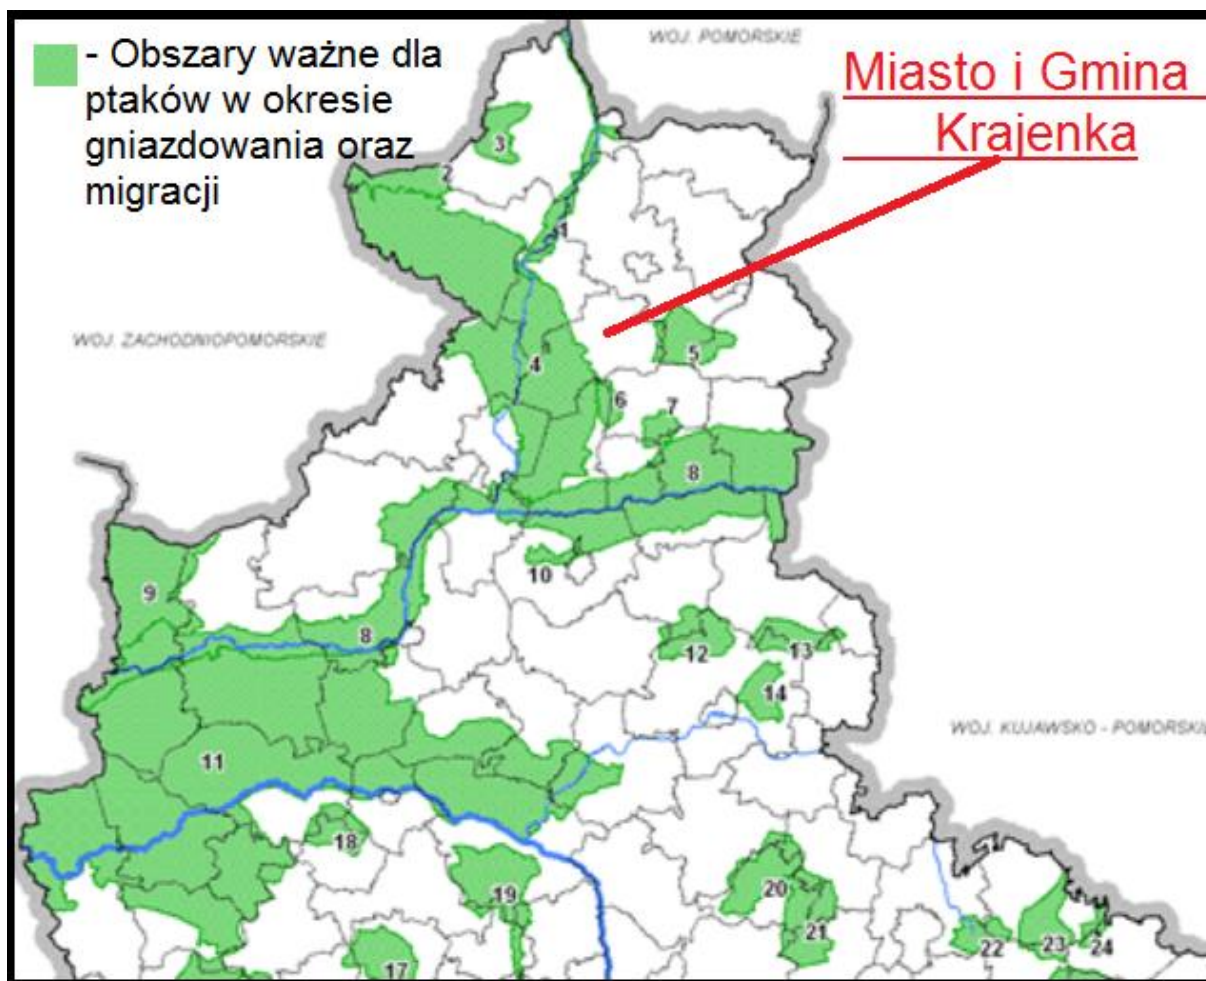 - Obszary ważne dla
ptaków w okresie
gniazdowania oraz
migracji
WOJ. POMORSKIE
Miasto i Gmina
Krajenka
3
2
1
WOJ. ZACHODNIOPOMORSKIE
4
5
6
7
8
9
10
8
12
13
14
WOJ. KUJAWSKO - POMORSKIE
11
18
19
20
21
22
23
24
17